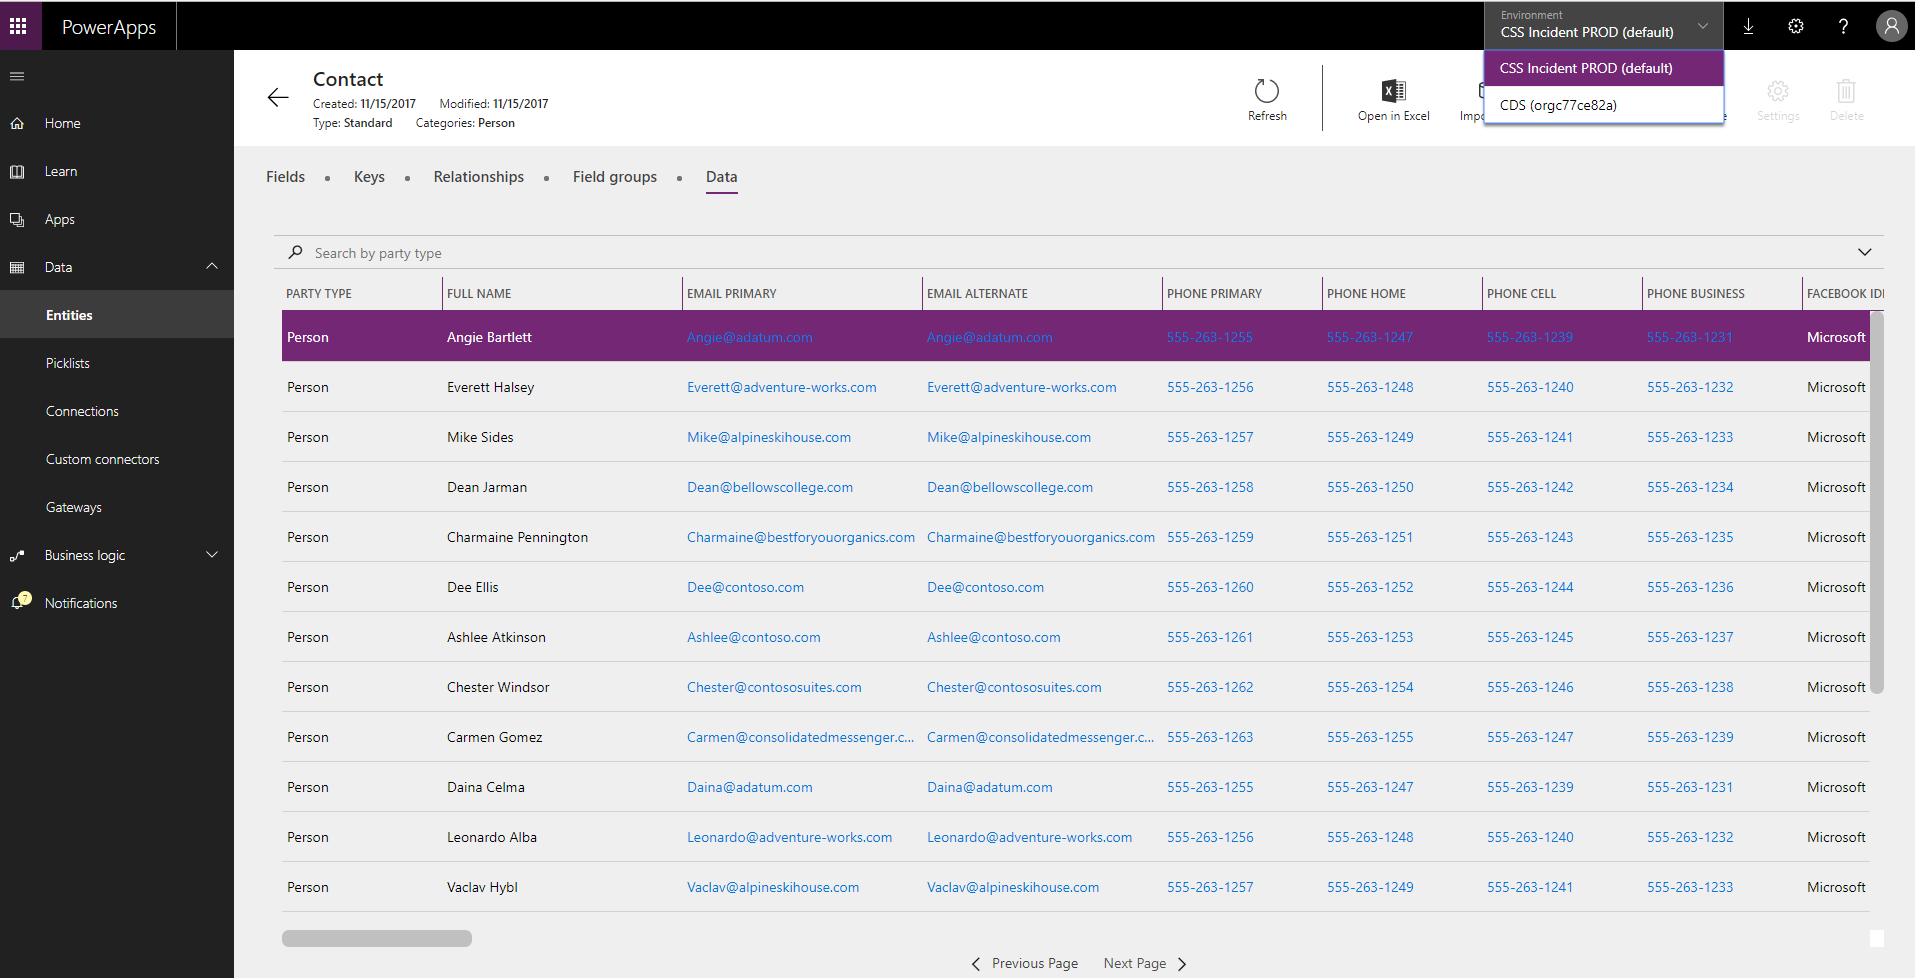 PowerApps
Environment
CSS Incident PROD (default)
CSS Incident PROD (default)
CDS (orgc77ce82a)
Home
Learn
Apps
Data
Entities
Picklists
Connections
Custom connectors
Gateways
Business logic
7
Notifications
Contact
Created: 11/15/2017 Modified: 11/15/2017
Type: Standard Categories: Person
Refresh
Open in Excel
Settings
Delete
Fields Keys Relationships Field groups Data
Search by party type
PARTY TYPE FULL NAME EMAIL PRIMARY EMAIL ALTERNATE PHONE PRIMARY PHONE HOME PHONE CELL PHONE BUSINESS FACEBOOK
Person Angie Bartlett Angie@adatum.com Angie@adatum.com 555-263-1255 555-263-1247 555-263-1239 555-263-1231 Microsoft
Person Everett Halsey Everett@adventure-works.com Everett@adventure-works.com 555-263-1256 555-263-1248 555-263-1240 555-263-1232 Microsoft
Person Mike Sides Mike@alpineskihouse.com Mike@alpineskihouse.com 555-263-1257 555-263-1249 555-263-1241 555-263-1233 Microsoft
Person Dean Jarman Dean@bellowscollege.com Dean@bellowscollege.com 555-263-1258 555-263-1250 555-263-1242 555-263-1234 Microsoft
Person Charmaine Pennington Charmaine@bestforyouorganics.com Charmaine@bestforyouorganics.com 555-263-1259 555-263-1251 555-263-1243 555-263-1235 Microsoft
Person Dee Ellis Dee@contoso.com Dee@contoso.com 555-263-1260 555-263-1252 555-263-1244 555-263-1236 Microsoft
Person Ashlee Atkinson Ashlee@contoso.com Ashlee@contoso.com 555-263-1261 555-263-1253 555-263-1245 555-263-1237 Microsoft
Person Chester Windsor Chester@contososuites.com Chester@contososuites.com 555-263-1262 555-263-1254 555-263-1246 555-263-1238 Microsoft
Person Carmen Gomez Carmen@consolidatedmessenger.c... Carmen@consolidatedmessenger.c... 555-263-1263 555-263-1255 555-263-1247 555-263-1239 Microsoft
Person Daina Celma Daina@adatum.com Daina@adatum.com 555-263-1255 555-263-1247 555-263-1239 555-263-1231 Microsoft
Person Leonardo Alba Leonardo@adventure-works.com Leonardo@adventure-works.com 555-263-1256 555-263-1248 555-263-1240 555-263-1232 Microsoft
Person Vaclav Hybl Vaclav@alpineskihouse.com Vaclav@alpineskihouse.com 555-263-1257 555-263-1249 555-263-1241 555-263-1233 Microsoft
Previous Page Next Page